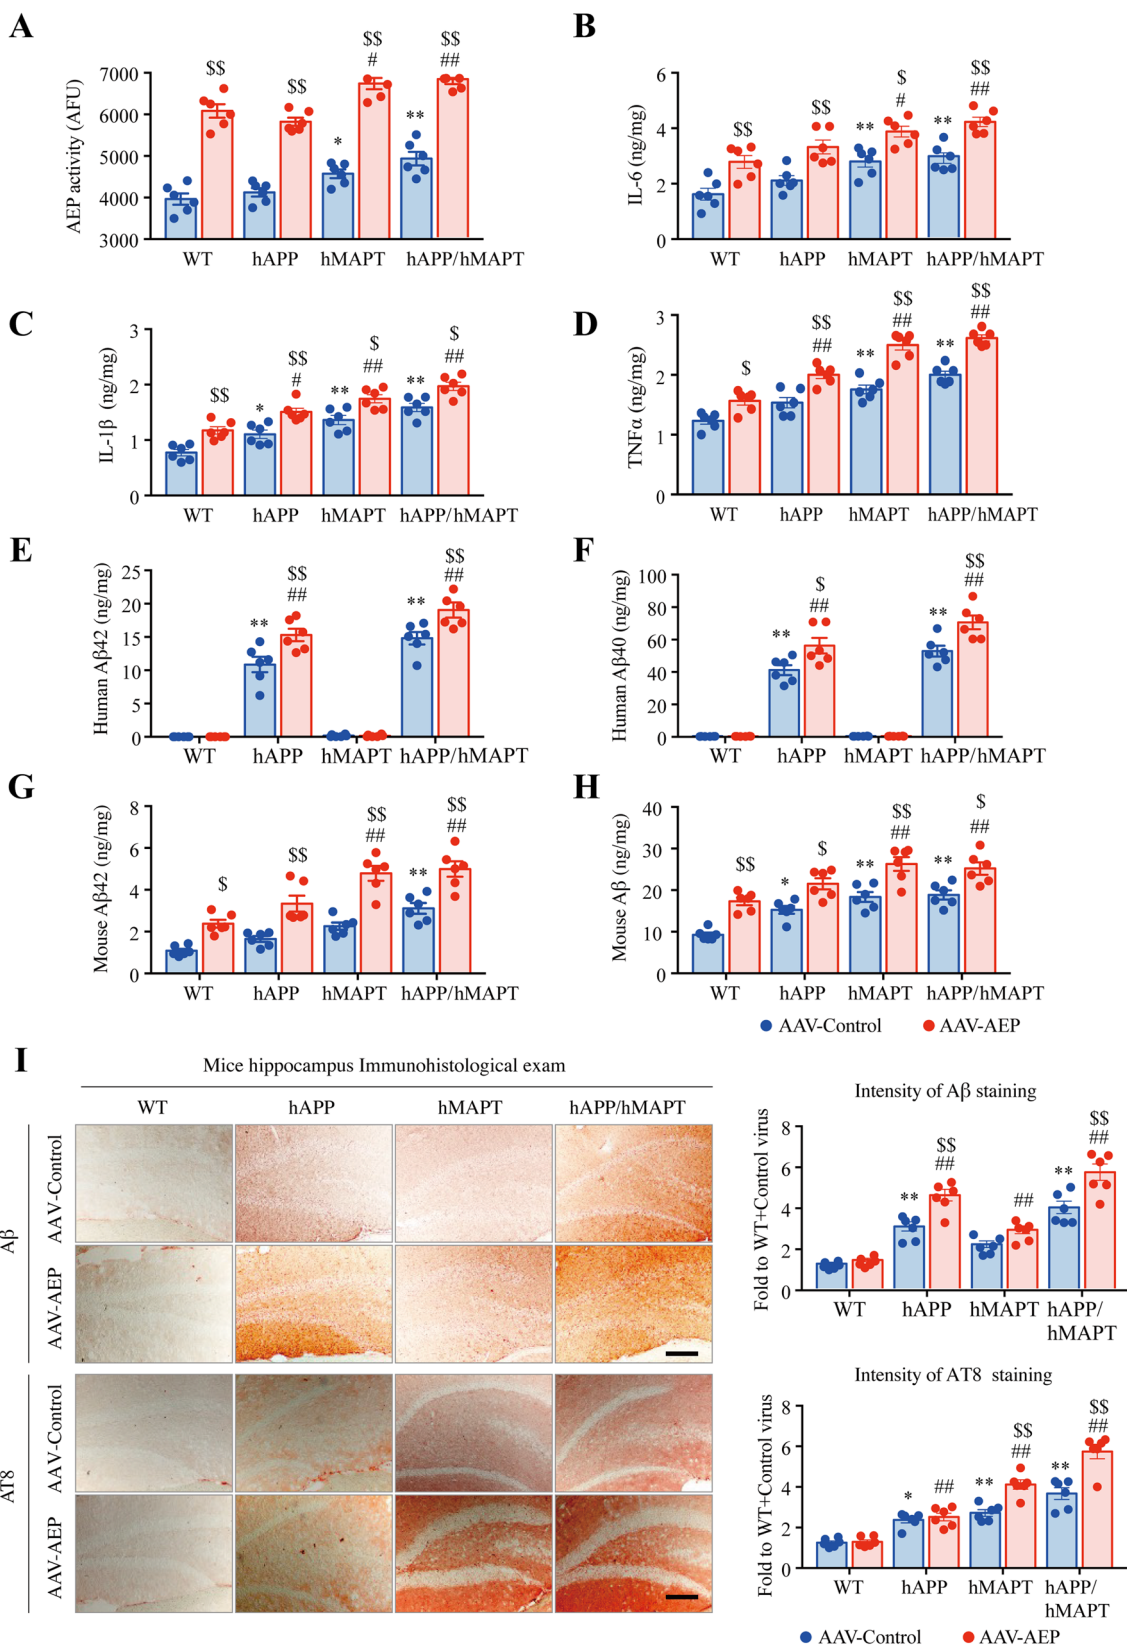 A
AEP activity (AFU)
7000
6000
5000
4000
3000
$$
$$
*
$$
#
**
$$
##
WT hAPP hMAPT hAPP/hMAPT
B
IL-6 (ng/mg)
6
4
2
0
$$
$$
**
$
#
**
$$
##
WT hAPP hMAPT hAPP/hMAPT
C
IL-1β (ng/mg)
3
2
1
0
$$
*
$$
#
**
$
##
**
$
##
WT hAPP hMAPT hAPP/hMAPT
D
TNFα (ng/mg)
3
2
1
0
$
$$
##
**
$$
##
**
$$
##
WT hAPP hMAPT hAPP/hMAPT
E
Human Aβ42 (ng/mg)
25
20
15
10
5
0
**
$$
##
**
$$
##
WT hAPP hMAPT hAPP/hMAPT
F
Human Aβ40 (ng/mg)
100
80
60
40
20
0
**
$
##
**
$$
##
WT hAPP hMAPT hAPP/hMAPT
G
Mouse Aβ42 (ng/mg)
8
6
4
2
0
$
$$
$$
##
**
$$
##
WT hAPP hMAPT hAPP/hMAPT
H
Mouse Aβ (ng/mg)
40
30
20
10
0
$$
*
$
**
$$
##
**
$
##
WT hAPP hMAPT hAPP/hMAPT
AAV-Control AAV-AEP
I
Mice hippocampus Immunohistological exam
WT hAPP hMAPT hAPP/hMAPT
Aβ
AAV-Control
AAV-AEP
AT8
AAV-Control
AAV-AEP
Intensity of Aβ staining
Fold to WT+Control virus
8
6
4
2
0
**
$$
##
##
**
$$
##
WT hAPP hMAPT hAPP/
hMAPT
Intensity of AT8 staining
Fold to WT+Control virus
8
6
4
2
0
*
##
**
$$
##
**
$$
##
WT hAPP hMAPT hAPP/
hMAPT
AAV-Control AAV-AEP